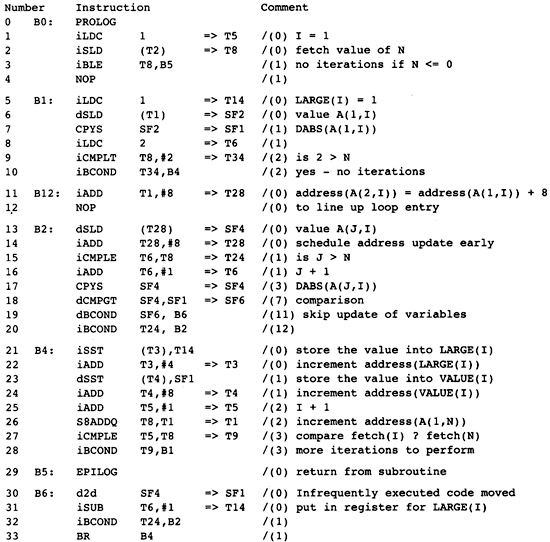 Number Instruction Comment
0 B0: PROLOG
1 iLDC 1 => T5 /(0) I = 1
2 iSLD (T2) => T8 /(0) fetch value of N
3 iBLE T8,B5 /(1) no iterations if N <= 0
4 NOP /(1)
5 B1: iLDC 1 => T14 /(0) LARGE(I) = 1
6 dSLD (T1) => SF2 /(0) value A(1,I)
7 CPYS SF2 => SF1 /(1) DABS(A(1,I))
8 iLDC 2 => T6 /(1)
9 iCMPLT T8,#2 => T34 /(2) is 2 > N
10 iBCOND T34,B4 /(2) yes - no iterations
11 B12: iADD T1,#8 => T28 /(0) address(A(2,I)) = address(A(1,I)) + 8
12 NOP /(0) to line up loop entry
13 B2: dSLD (T28) => SF4 /(0) value A(J,I)
14 iADD T28,#8 => T28 /(0) schedule address update early
15 iCMPLE T6,T8 => T24 /(1) is J > N
16 iADD T6,#1 => T6 /(1) J + 1
17 CPYS SF4 => SF4 /(3) DABS(A(J,I))
18 dCMPGT SF4,SF1 => SF6 /(7) comparison
19 dBCOND SF6, B6 /(11) skip update of variables
20 iBCOND T24, B2 /(12)
21 B4: iSST (T3),T14 /(0) store the value into LARGE(I)
22 iADD T3,#4 => T3 /(0) increment address(LARGE(I))
23 dSST (T4),SF1 /(1) store the value into VALUE(I)
24 iADD T4,#8 => T4 /(1) increment address(VALUE(I))
25 iADD T5,#1 => T5 /(2) I + 1
26 S8ADDQ T8,T1 => T1 /(2) increment address(A(1,N))
27 iCMPLE T5,T8 => T9 /(3) compare fetch(I) ? fetch(N)
28 iBCOND T9,B1 /(3) more iterations to perform
29 B5: EPILOG /(0) return from subroutine
30 B6: d2d SF4 => SF1 /(0) Infrequently executed code moved
31 iSUB T6,#1 => T14 /(0) put in register for LARGE(I)
32 iBCOND T24,B2 /(1)
33 BR B4 /(1)